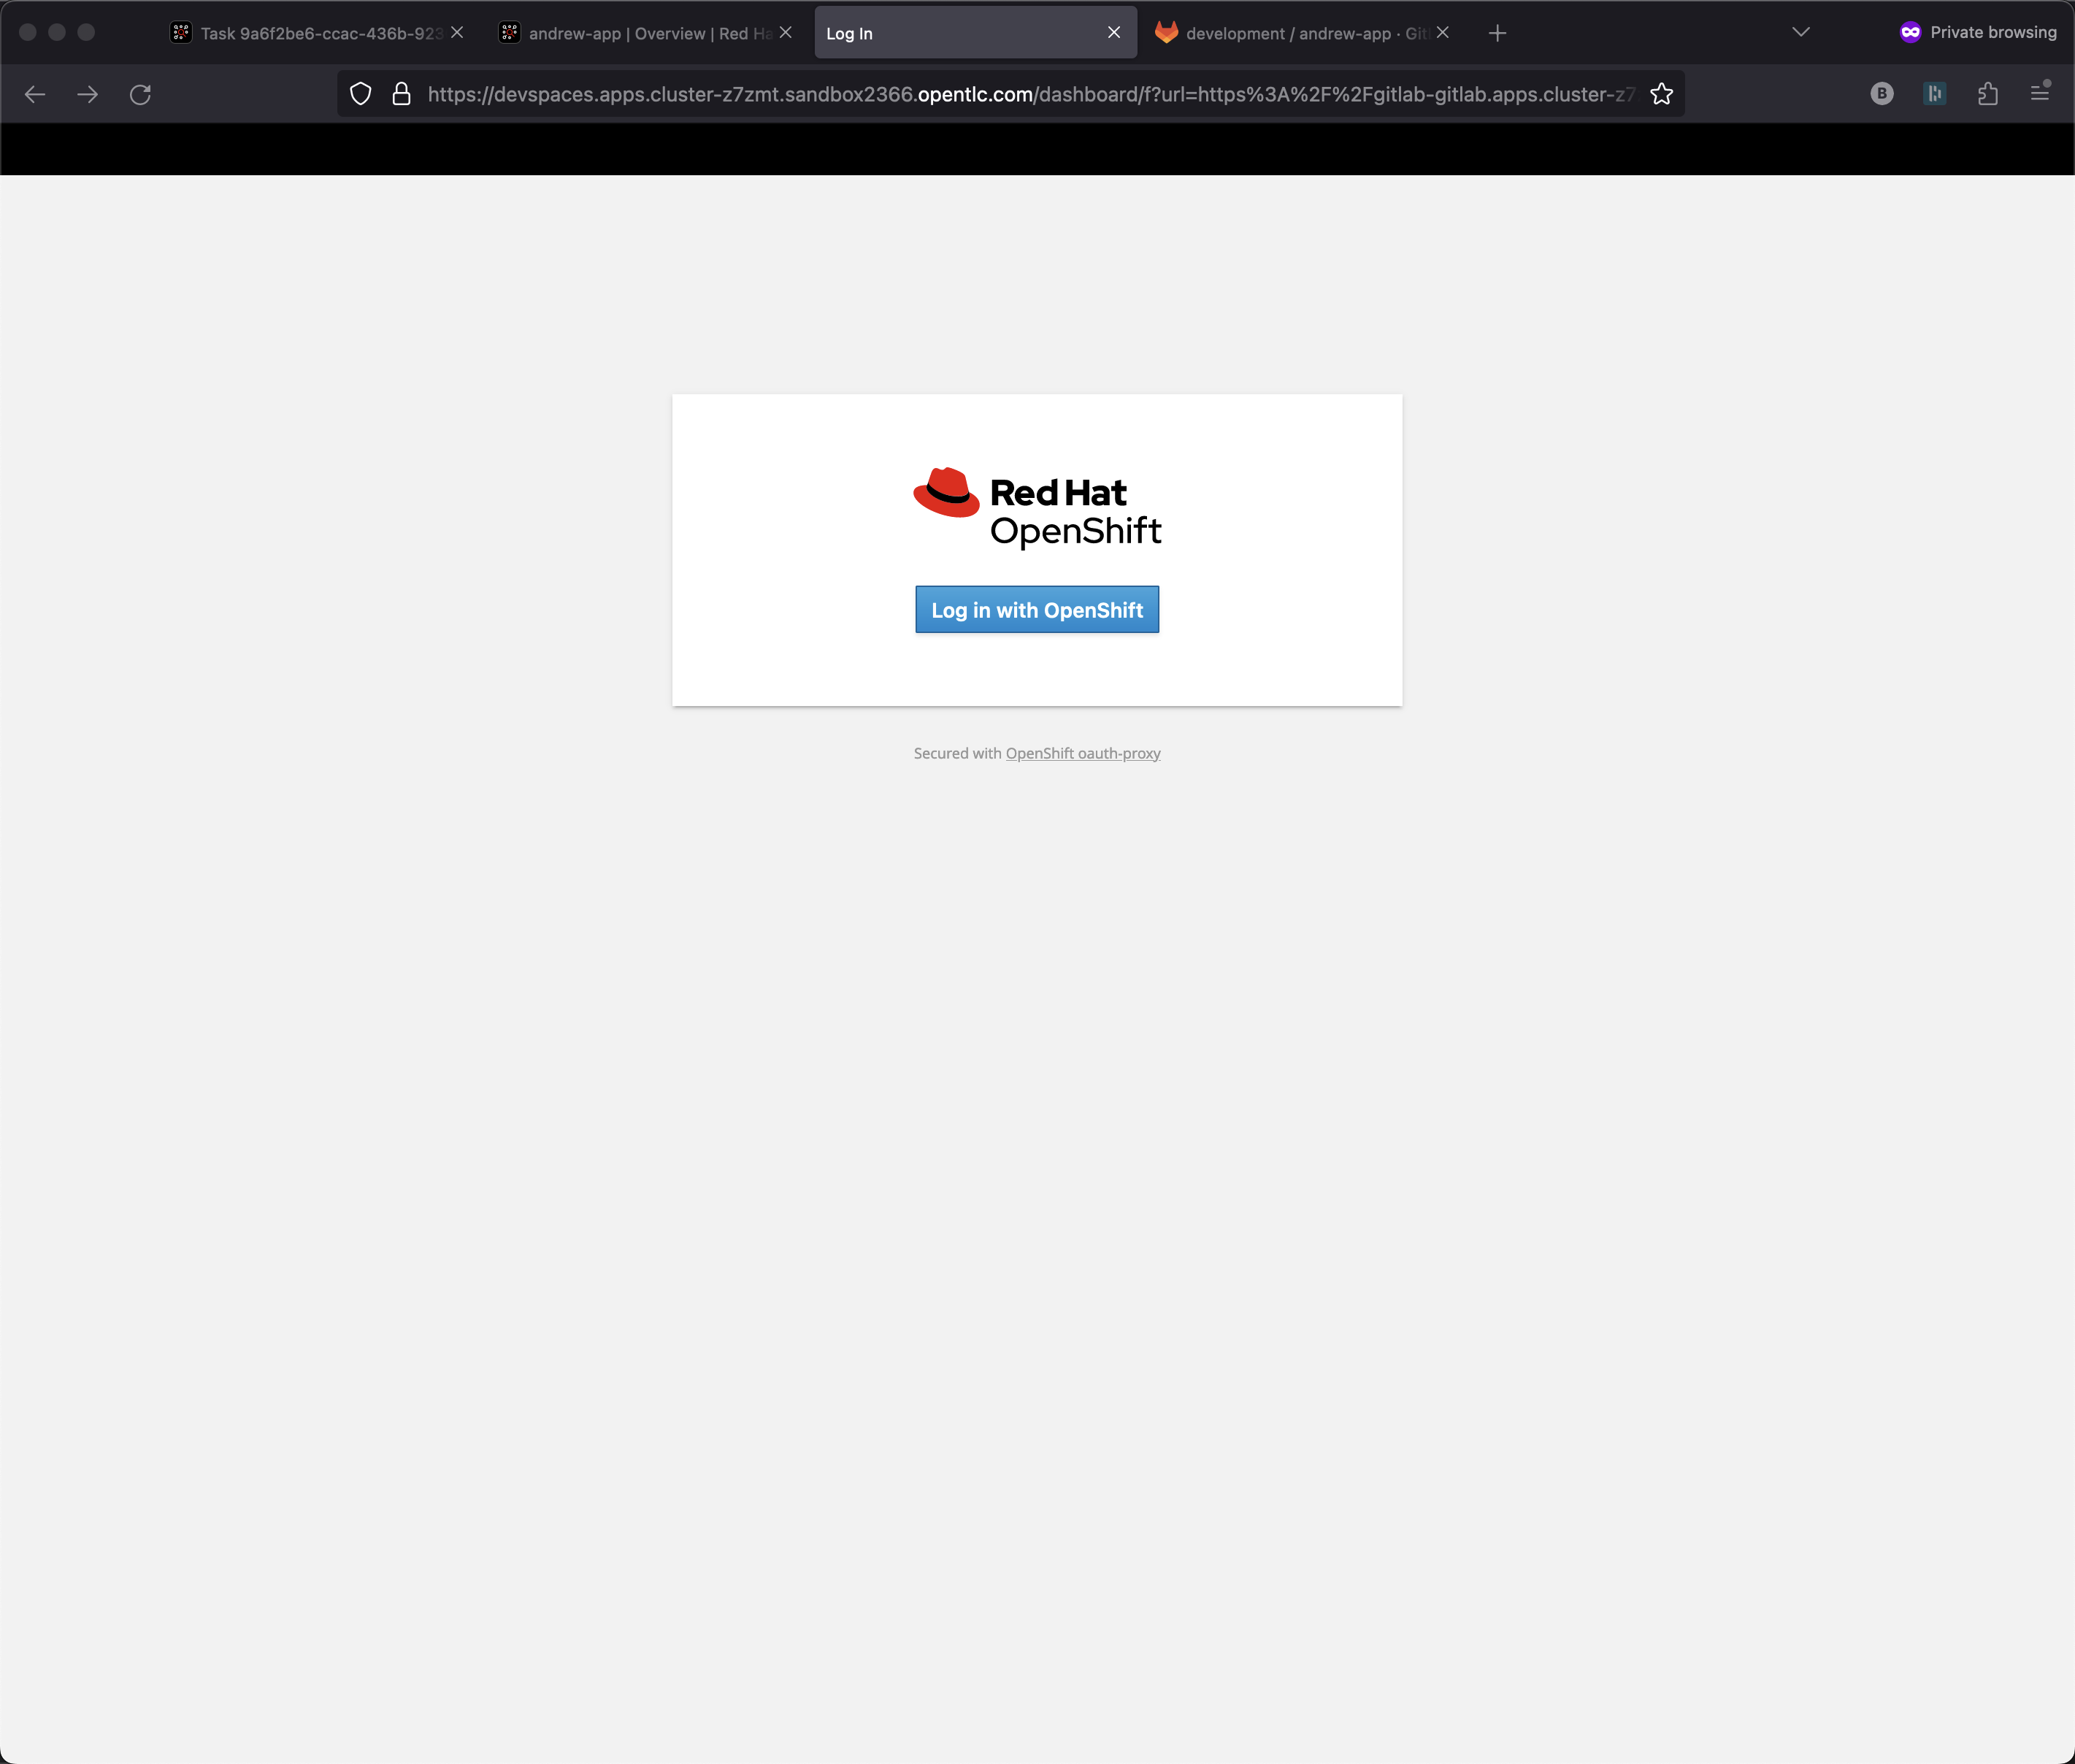 Task 9a6f2be6-ccac-436b-923
andrew-app | Overview | Red Ha
Log In
development / andrew-app · Git
Private browsing
https://devspaces.apps.cluster-z7zmt.sandbox2366.opentlc.com/dashboard/f?url=https%3A%2F%2Fgitlab-gitlab.apps.cluster-z7
B
Red Hat
OpenShift
Log in with OpenShift
Secured with OpenShift oauth-proxy